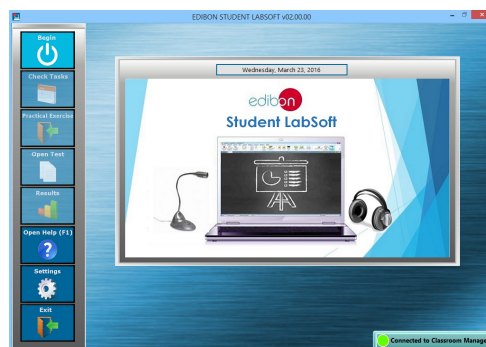 EDIBON STUDENT LABSOFT v02.00.00
Begin
Check Tasks
Practical Exercise
Open Test
Results
Open Help (F1)
Settings
Exit
Wednesday, March 23, 2016
edibon
Student LabSoft
Connected to Classroom Manage